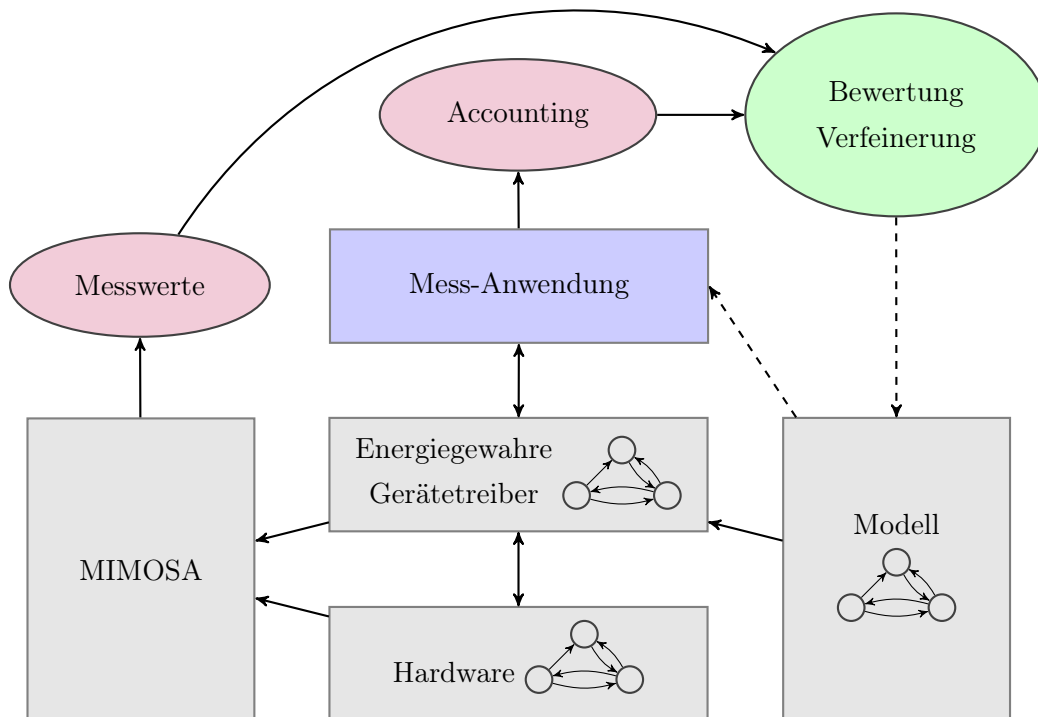 Bewertung
Verfeinerung
Accounting
Messwerte
Mess-Anwendung
Energiegewahre
Gerätetreiber
Modell
MIMOSA
Hardware